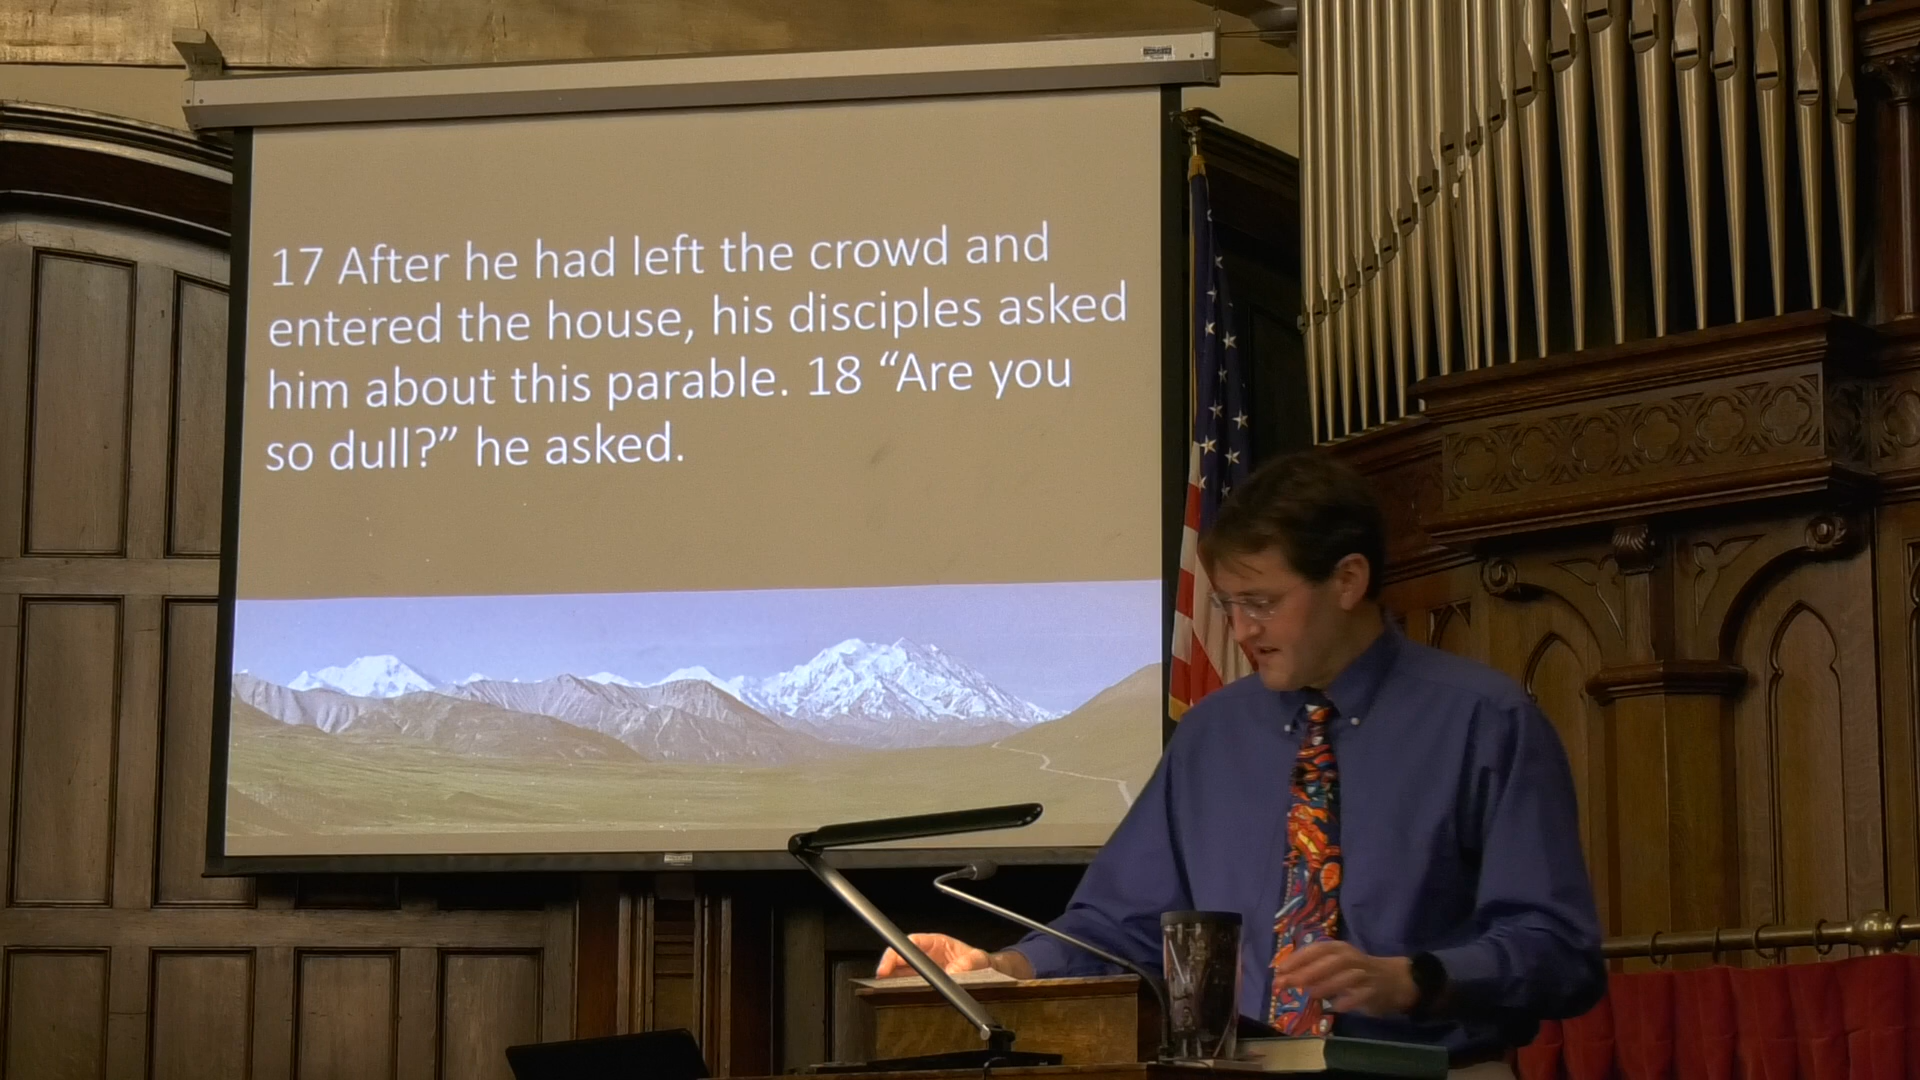 17 After he had left the crowd and
entered the house, his disciples asked
him about this parable. 18 “Are you
so dull?” he asked.